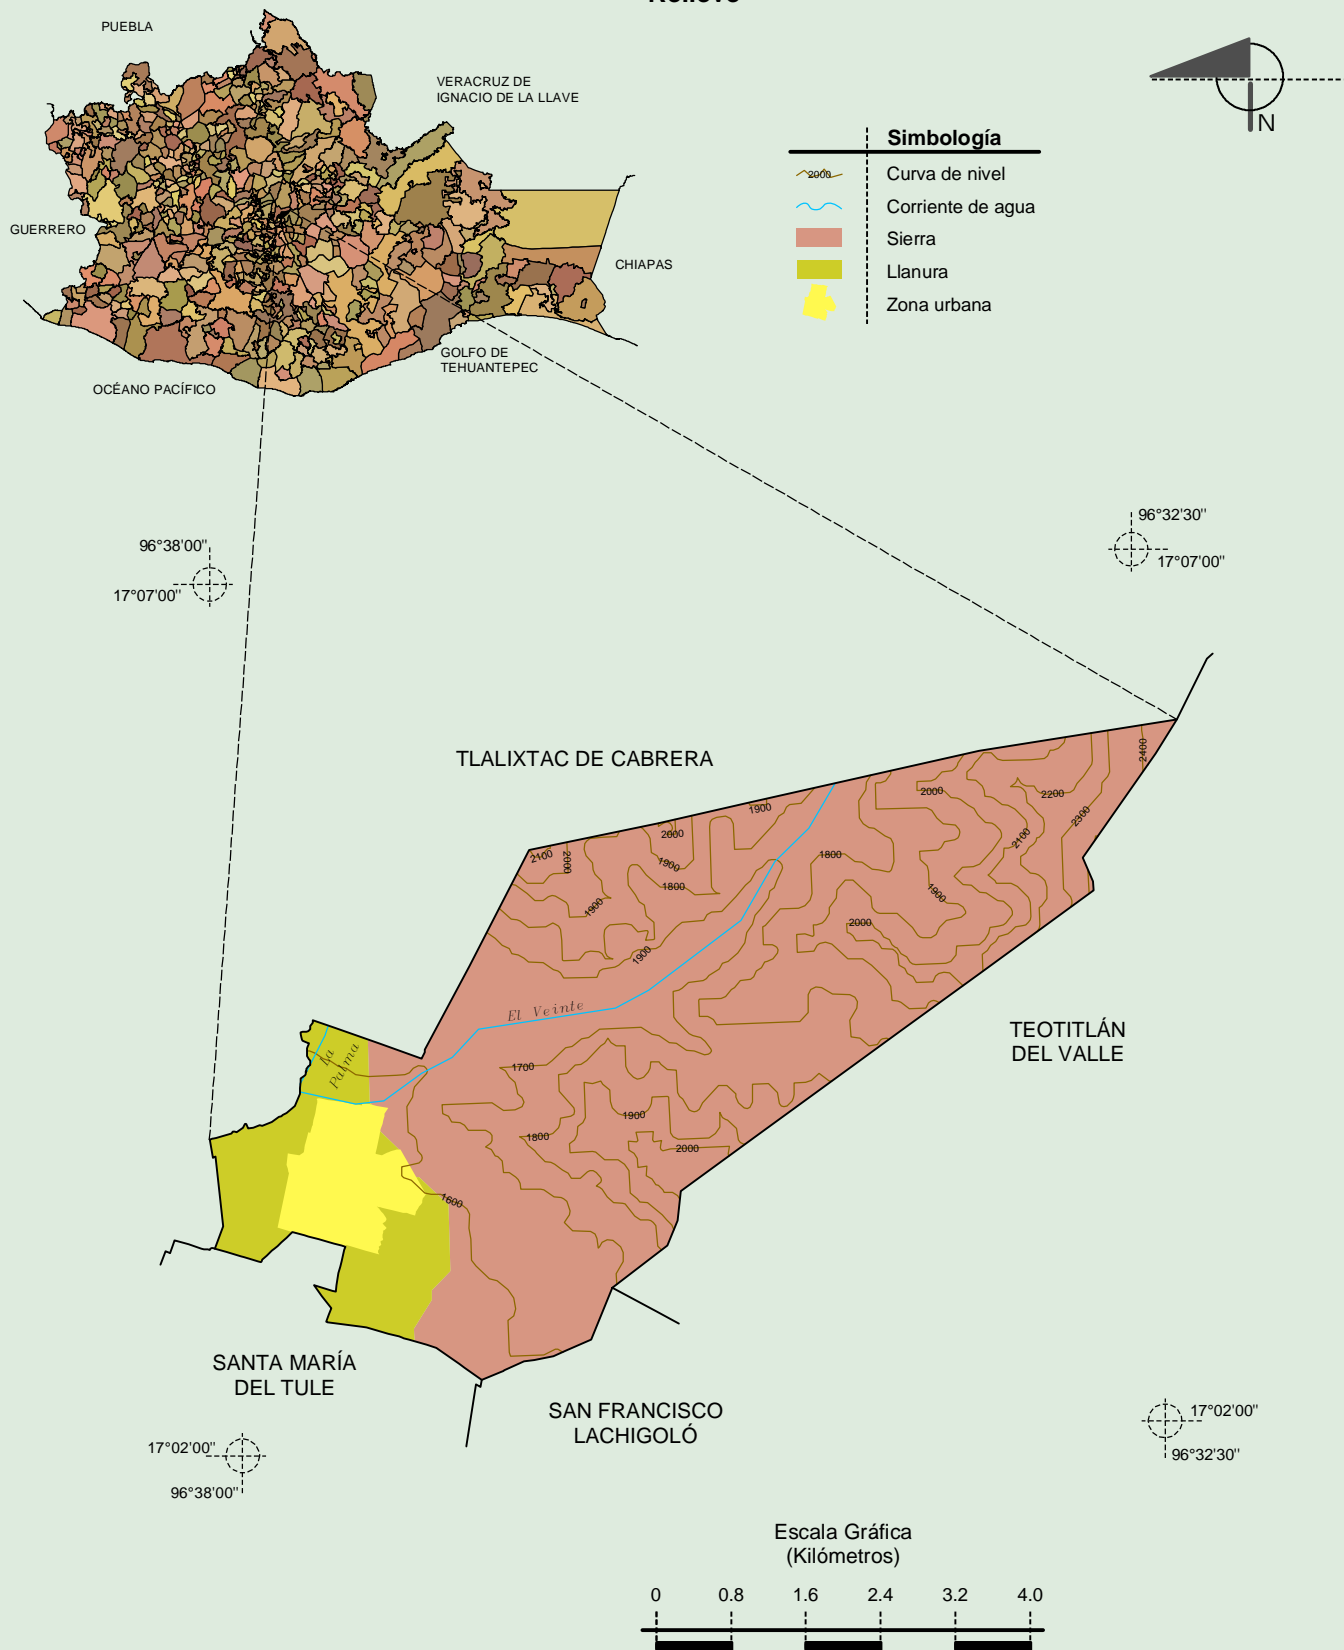 Relieve
PUEBLA
VERACRUZ DE
IGNACIO DE LA LLAVE
GUERRERO
CHIAPAS
GOLFO DE
TEHUANTEPEC
OCÉANO PACÍFICO
N
Simbología
2000
Curva de nivel
Corriente de agua
Sierra
Llanura
Zona urbana
96°38'00"
17°07'00"
96°32'30"
17°07'00"
TLALIXTAC DE CABRERA
2400
2200
2300
2100
2000
1900
2000
1900
1800
2100
2000
1900
1800
1900
1900
2000
1900
El Veinte
La
Palma
1700
1900
1800
2000
1600
TEOTITLÁN
DEL VALLE
SANTA MARÍA
DEL TULE
SAN FRANCISCO
LACHIGOLÓ
17°02'00"
96°38'00"
17°02'00"
96°32'30"
Escala Gráfica
(Kilómetros)
0 0.8 1.6 2.4 3.2 4.0